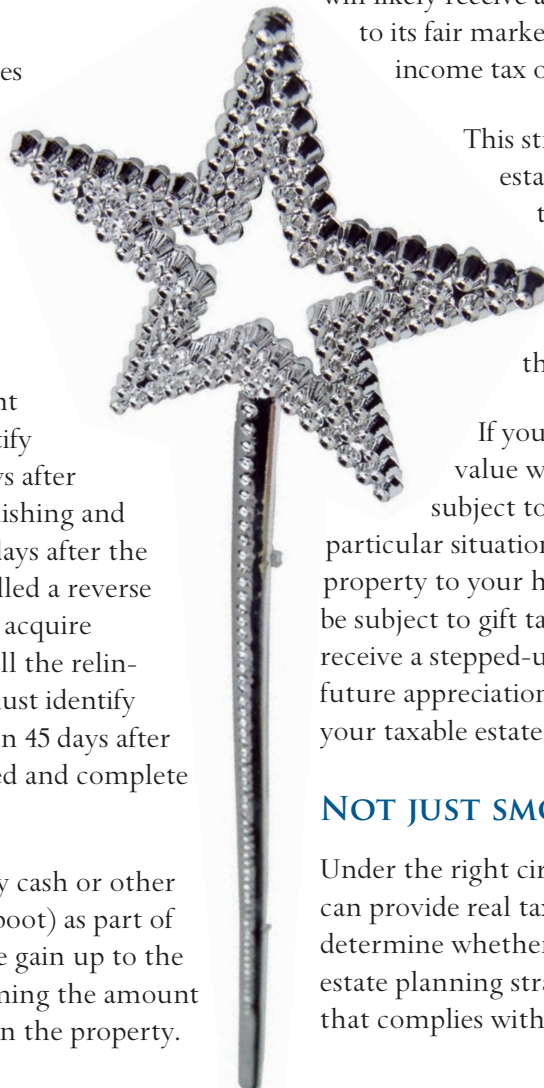 es
nt
tify
ys after
ishing and
days after the
lled a reverse
acquire
ll the relin-
ust identify
n 45 days after
ed and complete
y cash or other
boot) as part of
e gain up to the
ming the amount
n the property.
will likely receive a
to its fair marke
income tax o
This st
esta
t
th
If you
value w
subject to
particular situation
property to your h
be subject to gift ta
receive a stepped-u
future appreciation
your taxable estate
NOT JUST SMO
Under the right cir
can provide real tax
determine whether
estate planning stra
that complies with